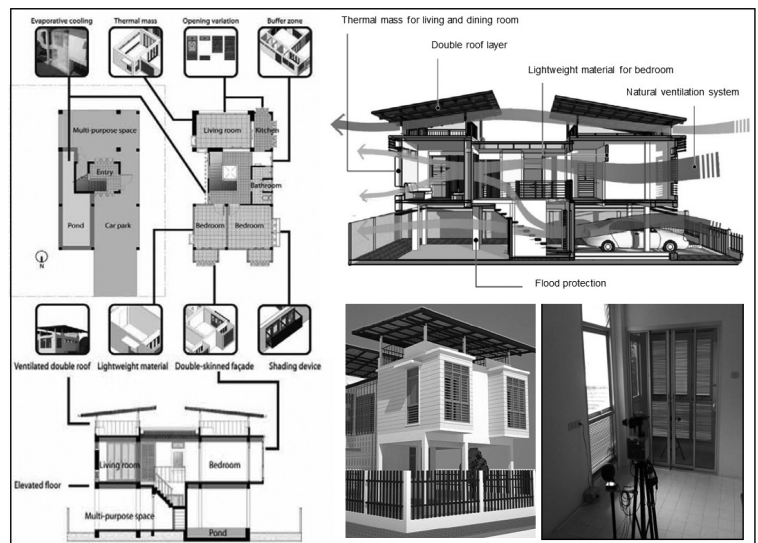 Evaporative cooling
Thermal mass
Opening variation
Buffer zone
Multi-purpose space
Entry
Pond
Car park
N
Living room
Kitchen
Bathroom
Bedroom
Bedroom
Ventilated double roof
Lightweight material
Double-skinned façade
Shading device
Living room
Bedroom
Elevated floor
Multi-purpose space
Pond
Thermal mass for living and dining room
Double roof layer
Lightweight material for bedroom
Natural ventilation system
Flood protection